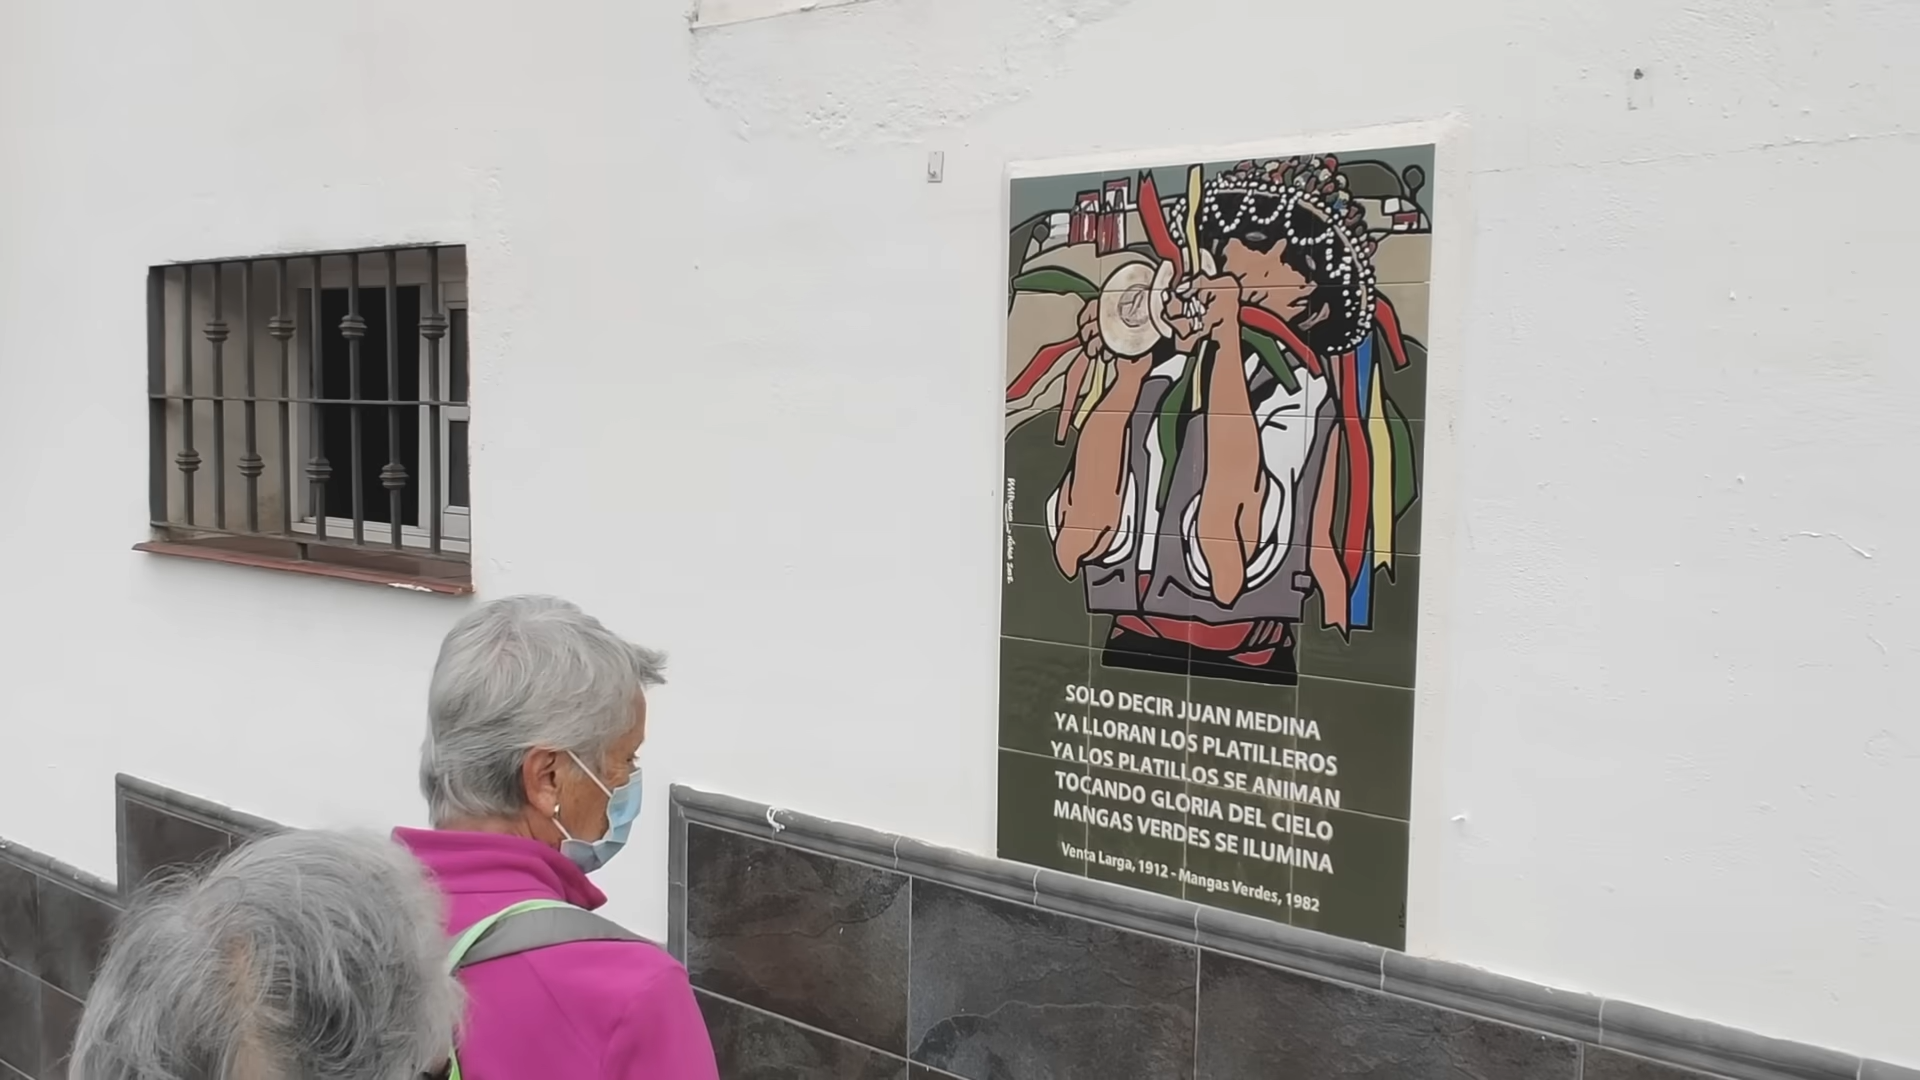 SOLO DECIR JUAN MEDINA
YA LLORAN LOS PLATILLEROS
YA LOS PLATILLOS SE ANIMAN
TOCANDO GLORIA DEL CIELO
MANGAS VERDES SE ILUMINA
Venta Larga, 1912 - Mangas Verdes, 1982